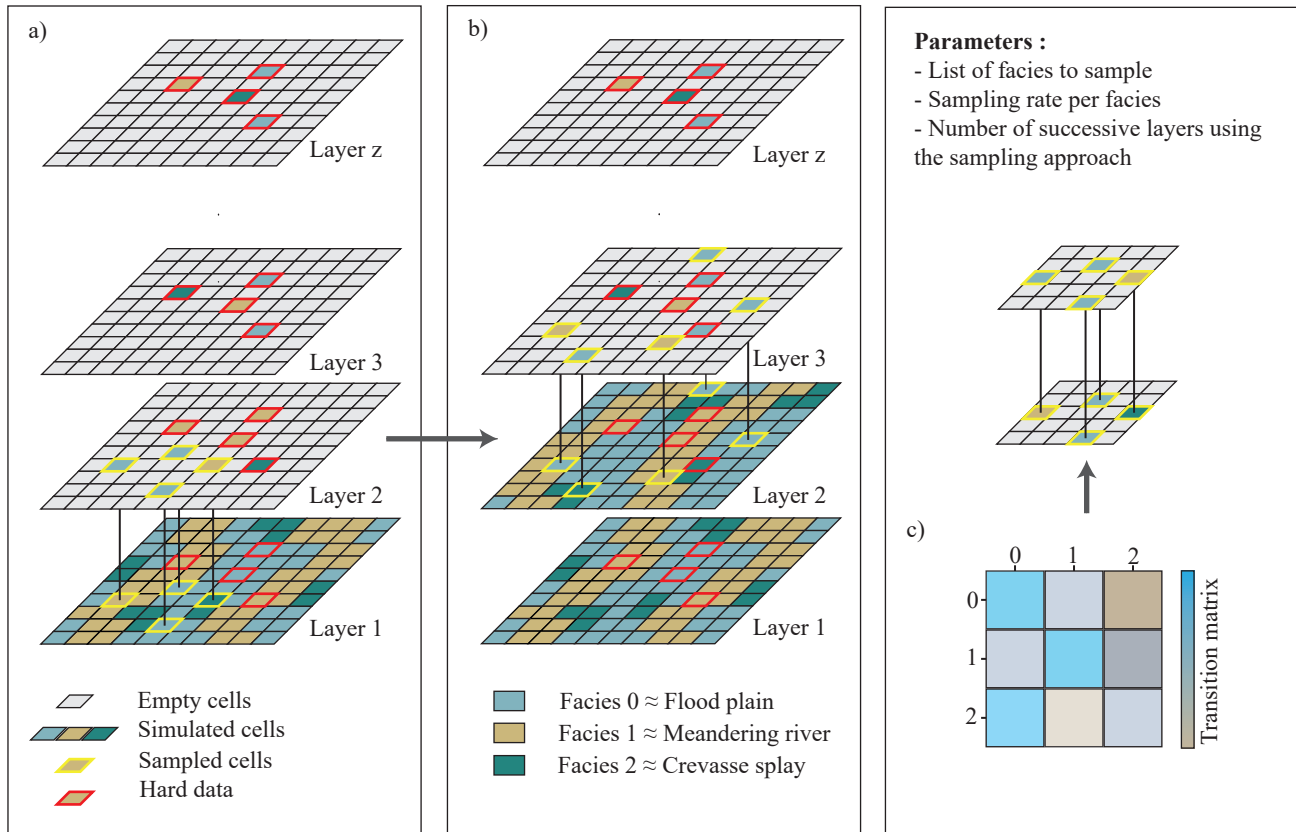 a)
Layer z
Layer 3
Layer 2
Layer 1
Empty cells
Simulated cells
Sampled cells
Hard data
b)
Layer z
Layer 3
Layer 2
Layer 1
Facies 0 ≈ Flood plain
Facies 1 ≈ Meandering river
Facies 2 ≈ Crevasse splay
Parameters :
- List of facies to sample
- Sampling rate per facies
- Number of successive layers using
the sampling approach
c)
0 1 2
0
1
2
Transition matrix